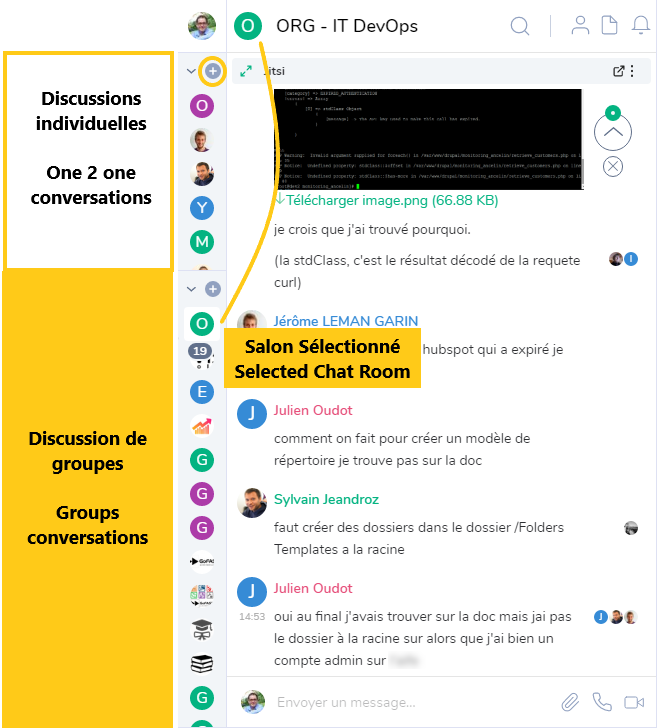 O
ORG - IT DevOps
Jitsi
Discussions
individuelles
One 2 one
conversations
O
Y
M
Télécharger image.png (66.88 KB)
je crois que j'ai trouvé pourquoi.
(la stdClass, c'est le résultat décodé de la requete
curl)
I
Jérôme LEMAN GARIN
hubspot qui a expiré je
Salon Sélectionné
Selected Chat Room
O
19
E
G
G
G
GoFAST
G
Discussion de
groupes
Groups
conversations
J
Julien Oudot
comment on fait pour créer un modèle de
répertoire je trouve pas sur la doc
Sylvain Jeandroz
faut créer des dossiers dans le dossier /Folders
Templates a la racine
J
Julien Oudot
14:53
oui au final j'avais trouver sur la doc mais jai pas
le dossier à la racine sur alors que j'ai bien un
compte admin sur
J
Envoyer un message...